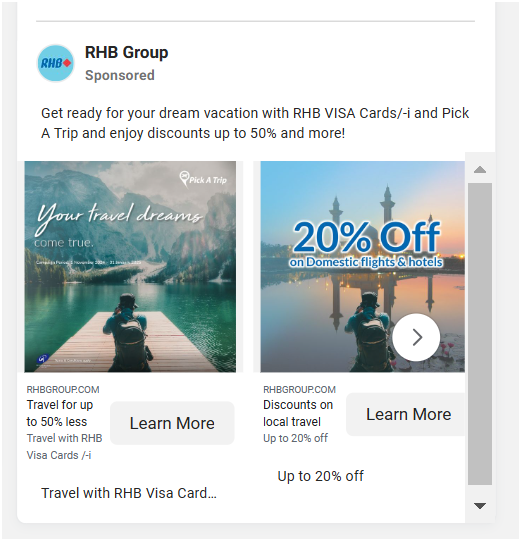 RHB
RHB Group
Sponsored
Get ready for your dream vacation with RHB VISA Cards/-i and Pick
A Trip and enjoy discounts up to 50% and more!
Pick A Trip
Your travel dreams
come true.
20% Off
on Domestic flights & hotels
RHBGROUP.COM
Travel for up
to 50% less
Travel with RHB
Visa Cards /-i
Learn More
RHBGROUP.COM
Discounts on
local travel
Up to 20% off
Learn More
Travel with RHB Visa Card...
Up to 20% off